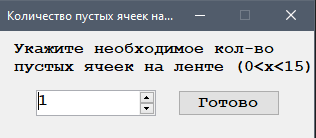 Количество пустых ячеек на...
Укажите необходимое кол-во
пустых ячеек на ленте (0<x<15)
1
Готово